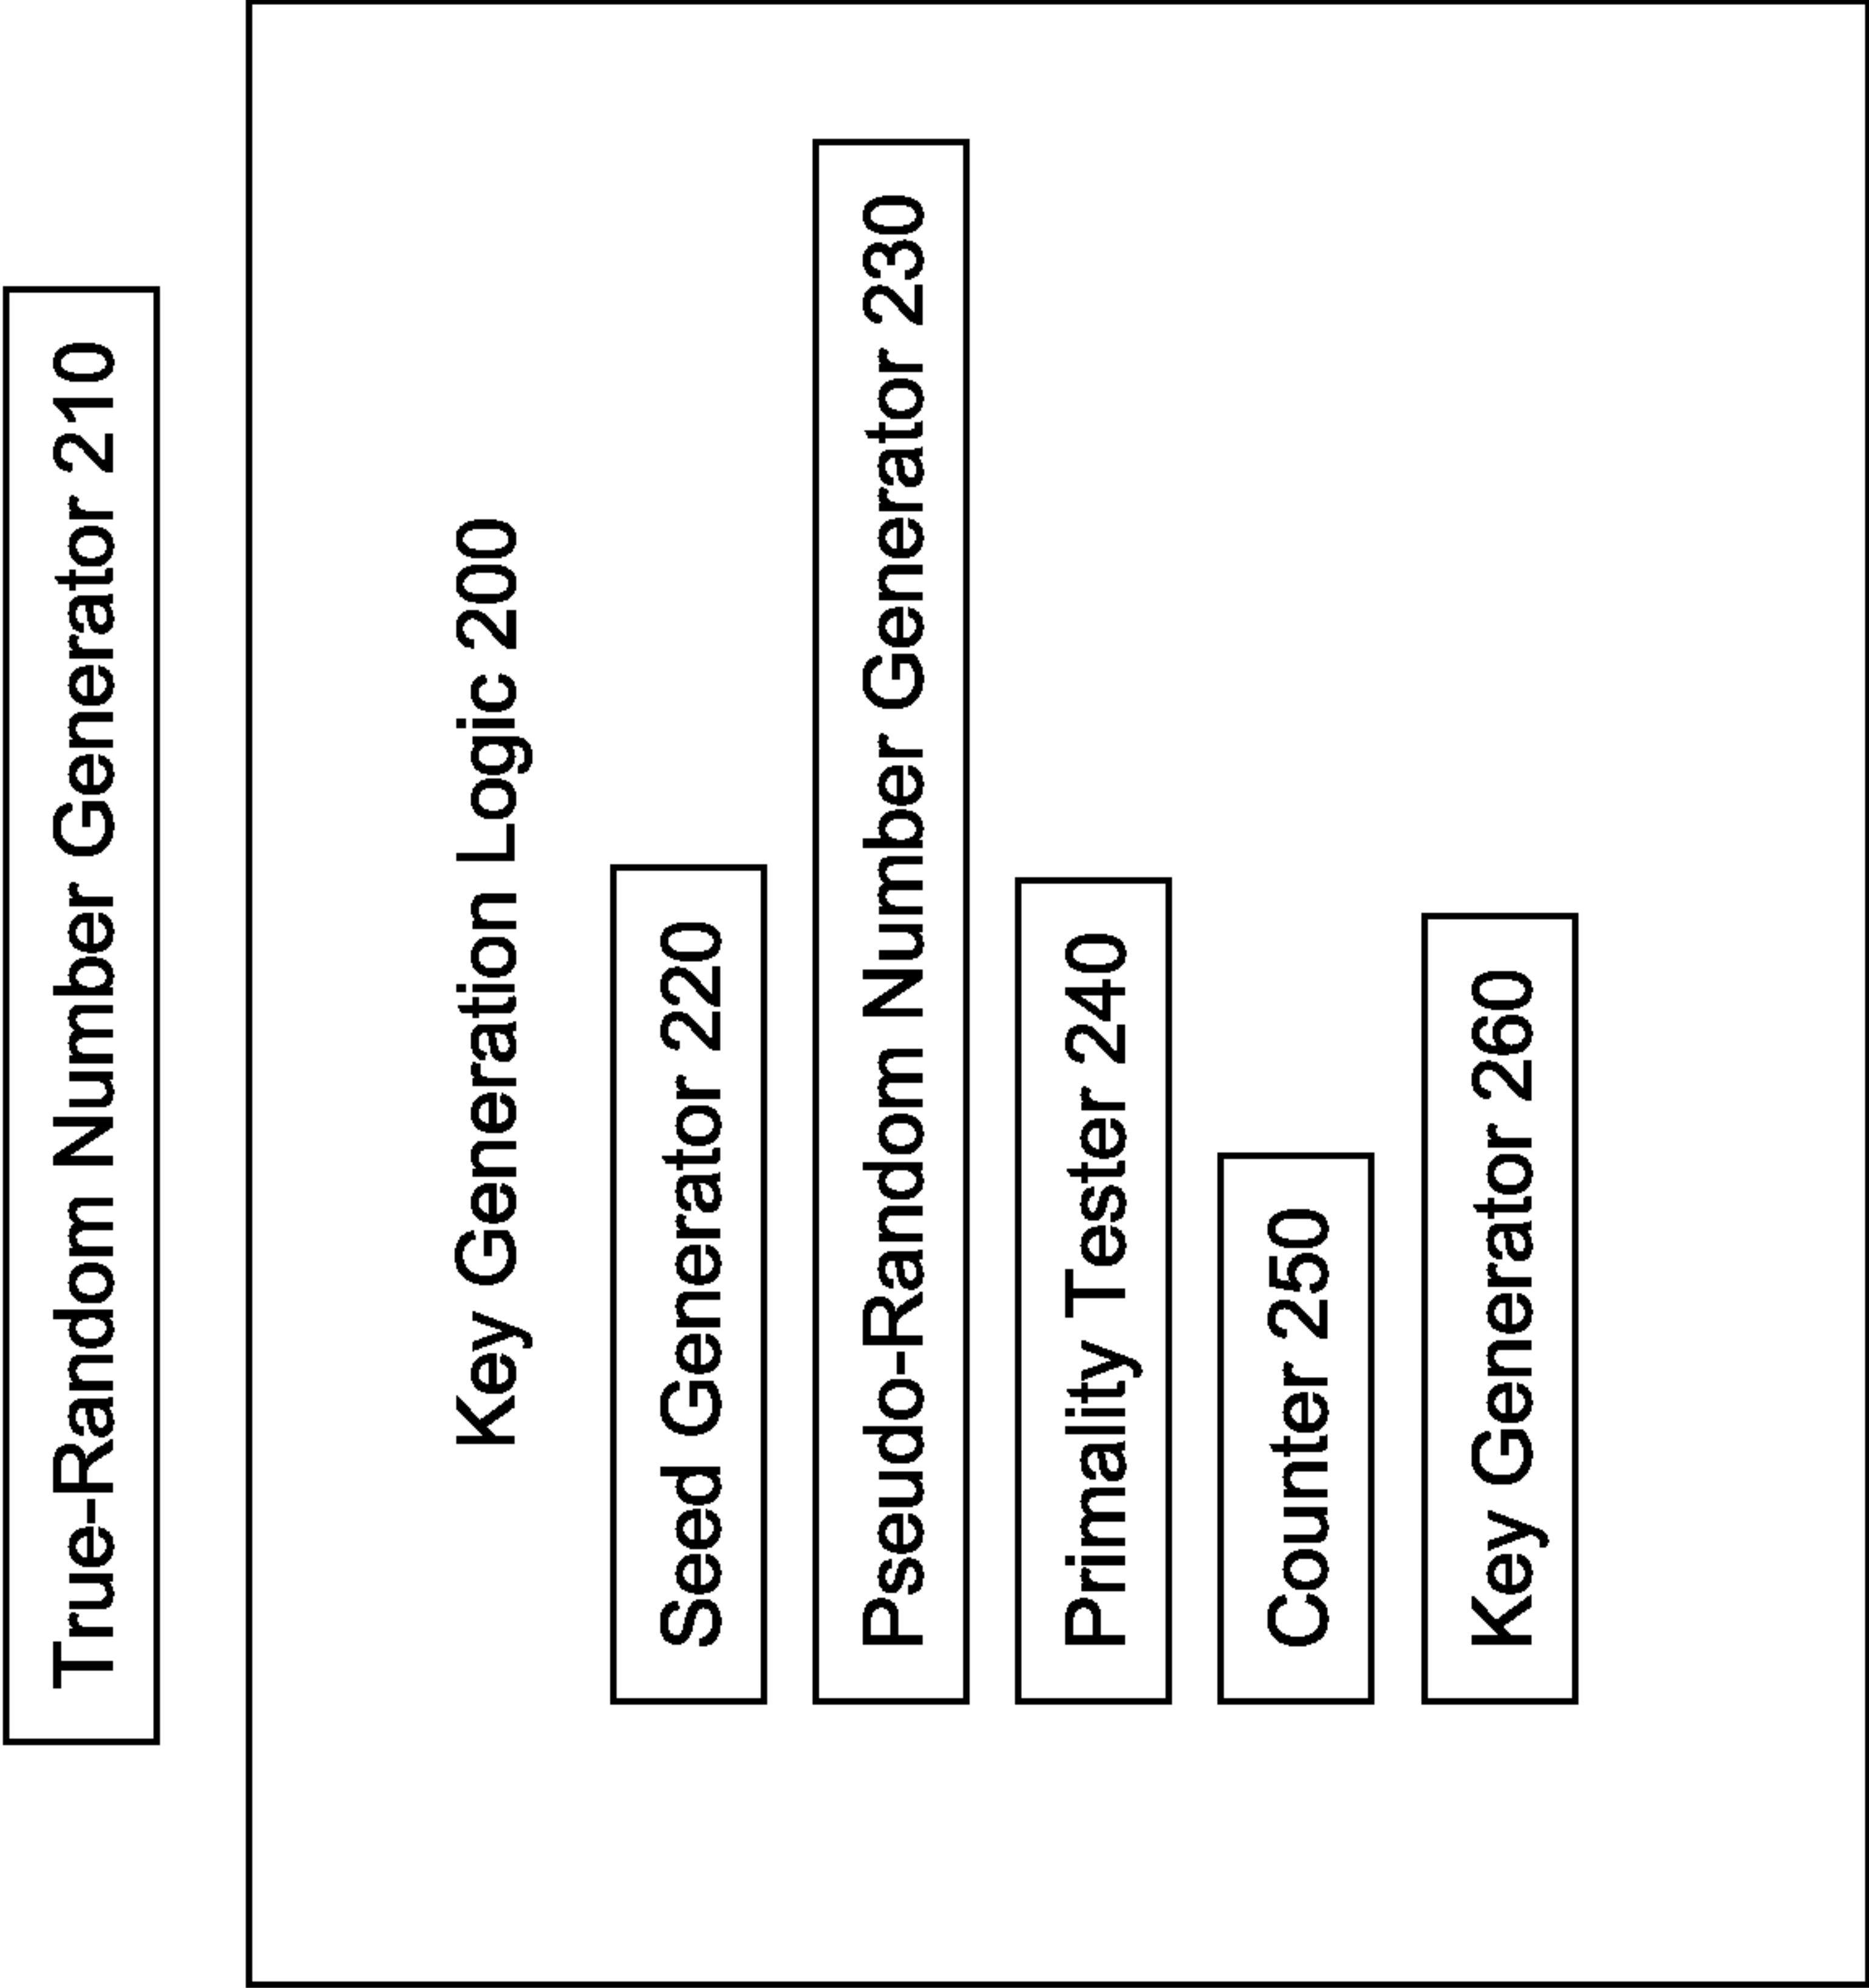 True-Random Number Generator 210
Key Generation Logic 200
Seed Generator 220
Pseudo-Random Number Generator 230
Primality Tester 240
Counter 250
Key Generator 260